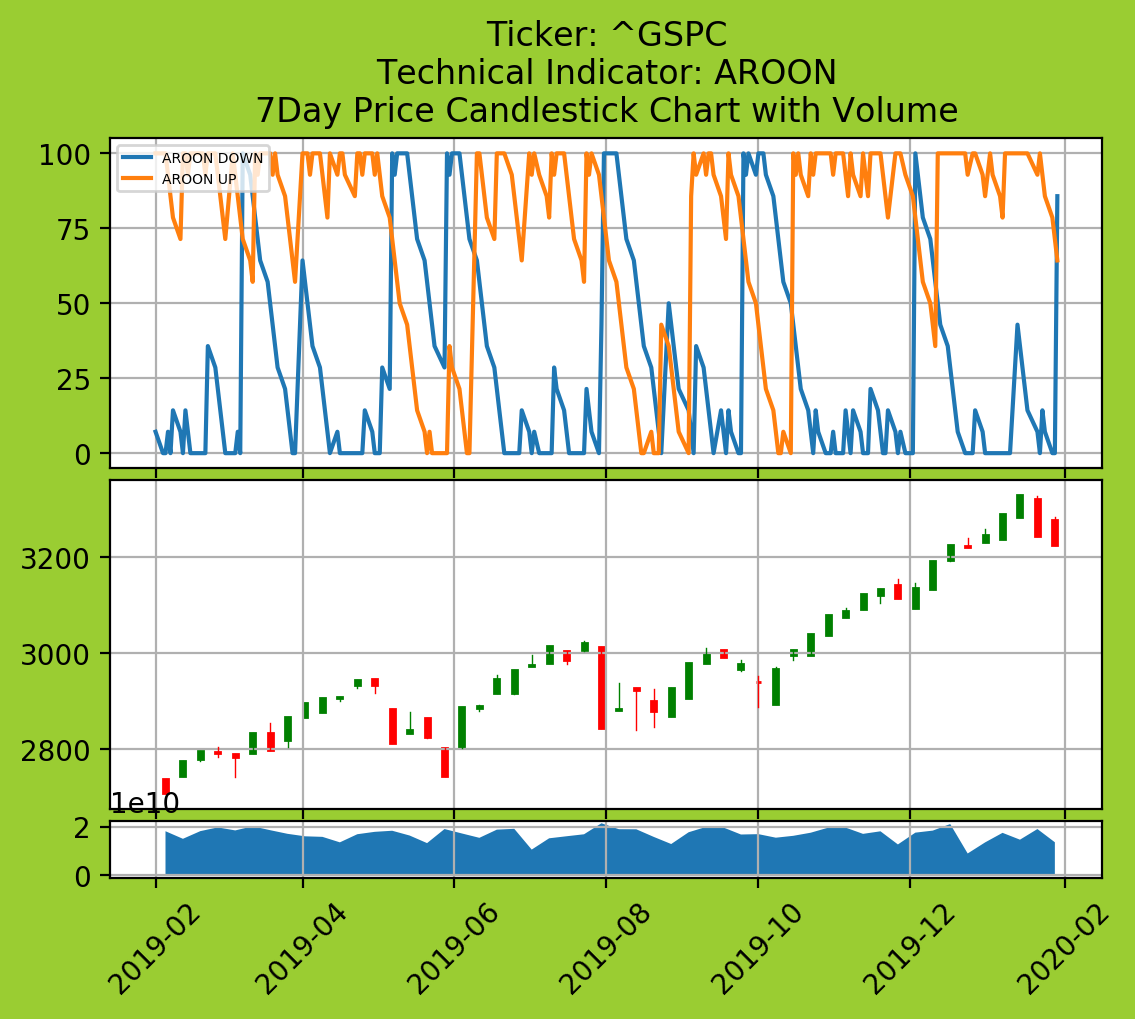 Ticker: ^GSPC
Technical Indicator: AROON
7Day Price Candlestick Chart with Volume
100
75
50
25
0
AROON DOWN
AROON UP
3200
3000
2800
1e10
2
0
2019-02
2019-04
2019-06
2019-08
2019-10
2019-12
2020-02